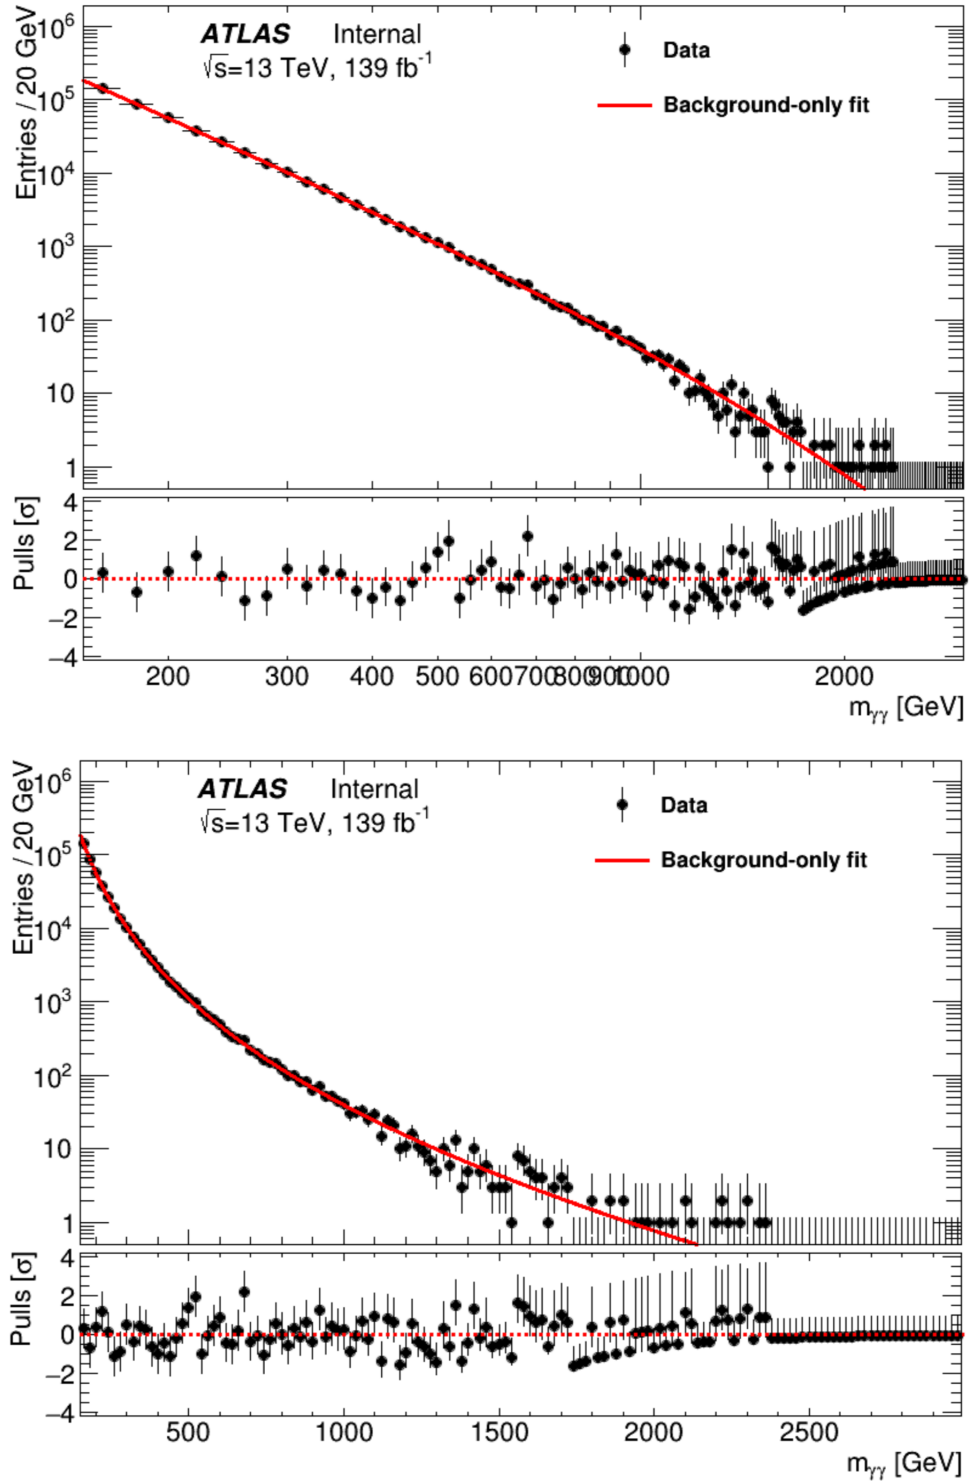 ATLAS Internal
√s=13 TeV, 139 fb⁻¹
Data
Background-only fit
Entries / 20 GeV
10⁶
10⁵
10⁴
10³
10²
10
1
Pulls [σ]
4
2
0
−2
−4
200 300 400 500 600 700 800 900 1000 2000
mγγ [GeV]
ATLAS Internal
√s=13 TeV, 139 fb⁻¹
Data
Background-only fit
Entries / 20 GeV
10⁶
10⁵
10⁴
10³
10²
10
1
Pulls [σ]
4
2
0
−2
−4
500 1000 1500 2000 2500
mγγ [GeV]